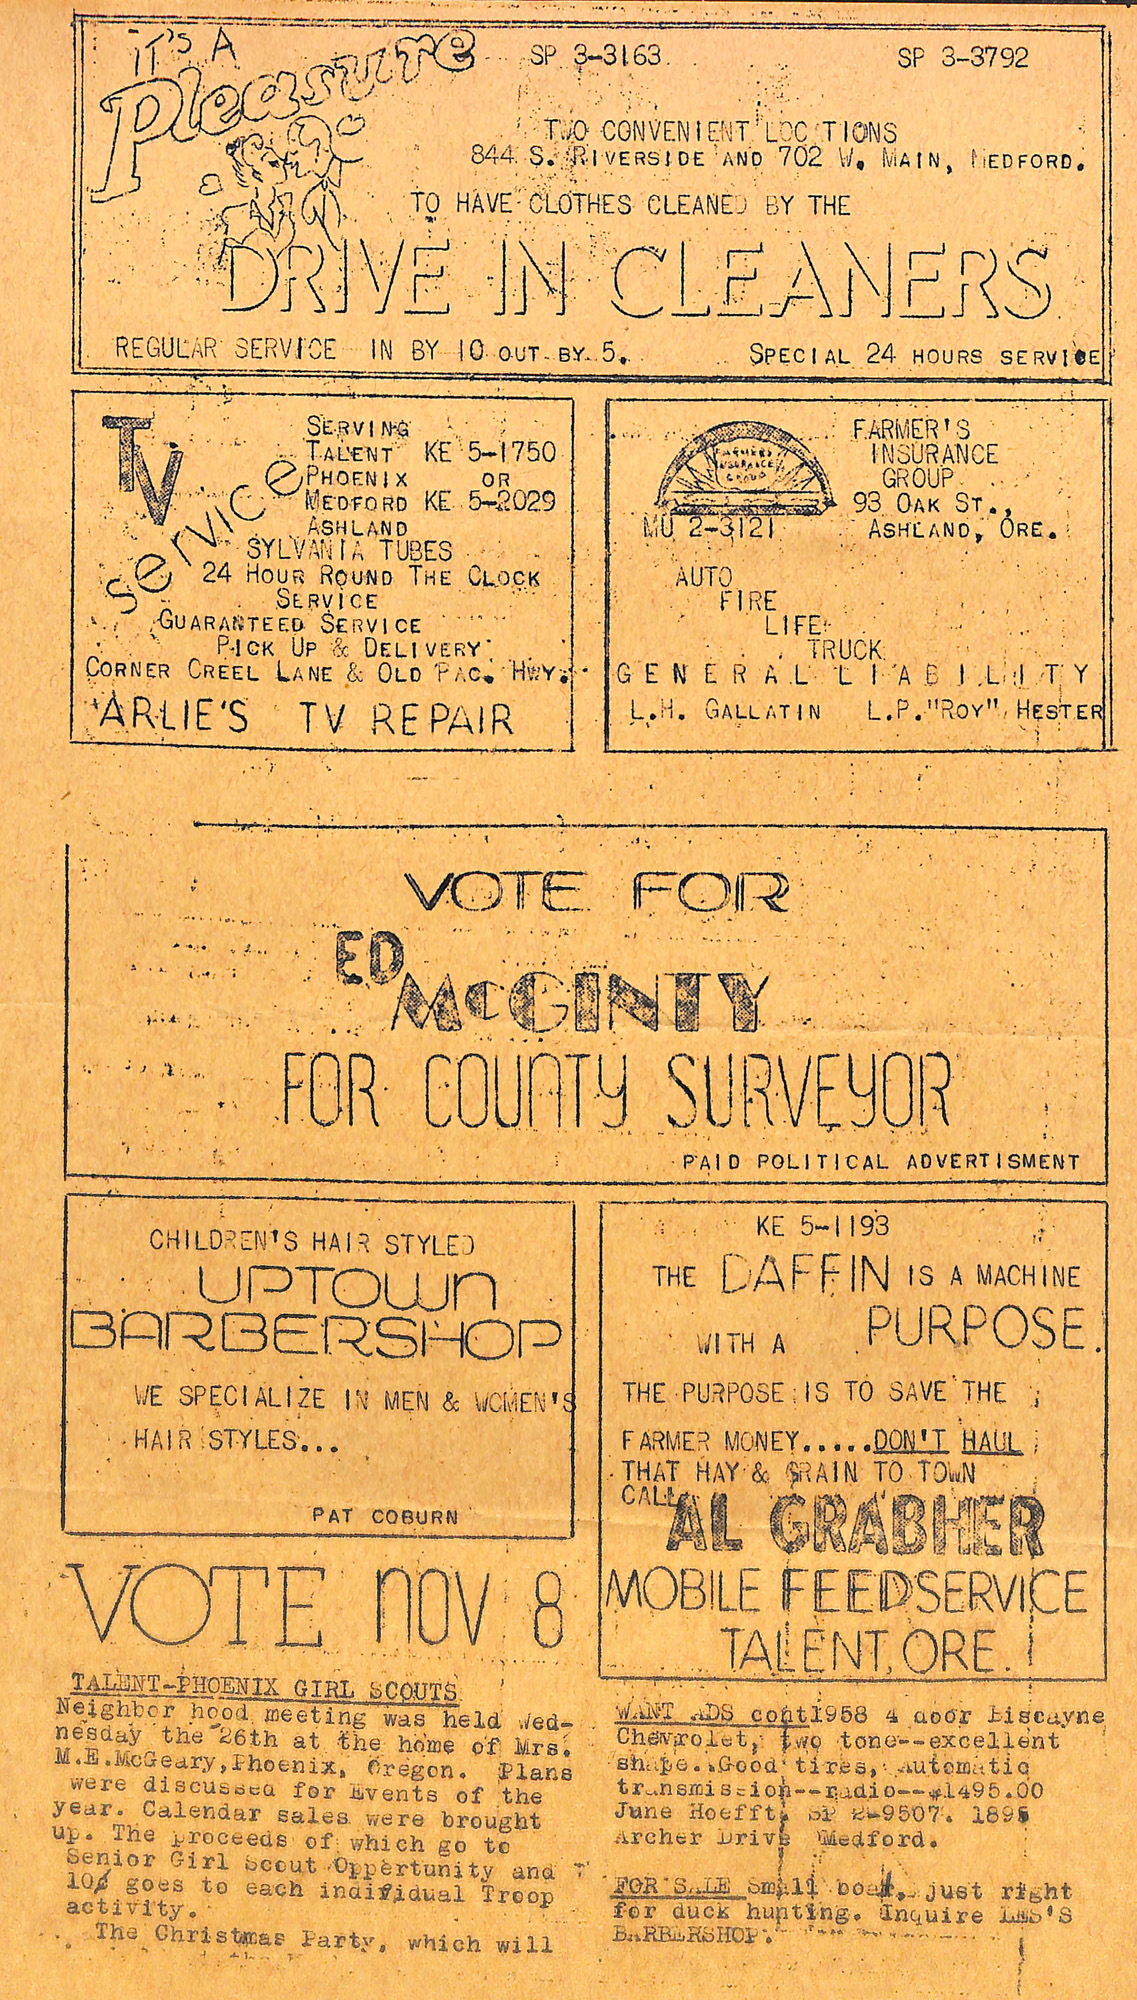 IT'S A
Pleasure
SP 3-3163
SP 3-3792
TWO CONVENIENT LOC TIONS
844 S. RIVERSIDE AND 702 W. MAIN, MEDFORD.
TO HAVE CLOTHES CLEANED BY THE
DRIVE IN CLEANERS
REGULAR SERVICE IN BY 10 OUT BY 5.
SPECIAL 24 HOURS SERVICE
TV
service
SERVING
TALENT KE 5-1750
PHOENIX OR
MEDFORD KE 5-2029
ASHLAND
SYLVANIA TUBES
24 HOUR ROUND THE CLOCK
SERVICE
GUARANTEED SERVICE
PICK UP & DELIVERY
CORNER CREEL LANE & OLD PAC. HWY.
ARLIE'S TV REPAIR
FARMERS
INSURANCE
GROUP
MU 2-3121
FARMER'S
INSURANCE
GROUP
93 OAK ST.,
ASHLAND, ORE.
AUTO
FIRE
LIFE
TRUCK
GENERAL LIABILITY
L.H. GALLATIN L.P."ROY" HESTER
VOTE FOR
ED
McGINTY
FOR COUNTY SURVEYOR
PAID POLITICAL ADVERTISMENT
CHILDREN'S HAIR STYLED
UPTOWN
BARBERSHOP
WE SPECIALIZE IN MEN & WOMEN'S
HAIR STYLES...
PAT COBURN
KE 5-1193
THE DAFFIN IS A MACHINE
WITH A PURPOSE.
THE PURPOSE IS TO SAVE THE
FARMER MONEY.....DON'T HAUL
THAT HAY & GRAIN TO TOWN
CALL
AL GRABHER
MOBILE FEEDSERVICE
TALENT, ORE.
VOTE NOV 8
TALENT-PHOENIX GIRL SCOUTS
Neighbor hood meeting was held Wed-
nesday the 26th at the home of Mrs.
M.E.McGeary,Phoenix, Oregon. Plans
were discussed for Events of the
year. Calendar sales were brought
up. The proceeds of which go to
Senior Girl Scout Oppertunity and
10¢ goes to each individual Troop
activity.
The Christmas Party, which will
WANT ADS cont1958 4 door Biscayne
Chevrolet, two tone--excellent
shape..Good tires, Automatic
transmission--radio--$1495.00
June Hoefft, SP 2-9507. 1895
Archer Drive Medford.
FOR SALE Small boat, just right
for duck hunting. Inquire LES'S
BARBERSHOP.